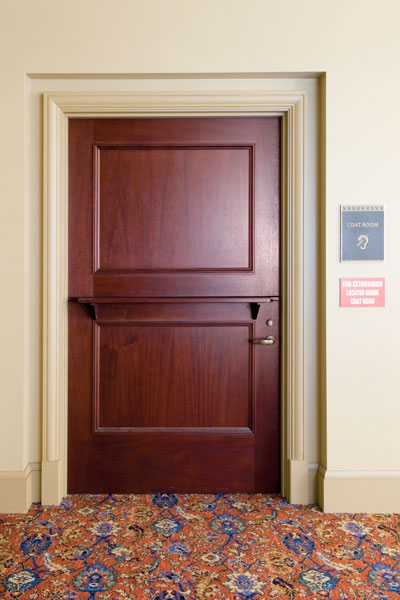 COAT ROOM
FIRE EXTINGUISHER
LOCATED INSIDE
COAT ROOM